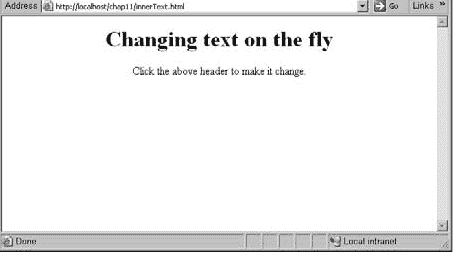 Address http://localhost/chap11/innerText.html Go Links »
Changing text on the fly
Click the above header to make it change.
Done Local intranet